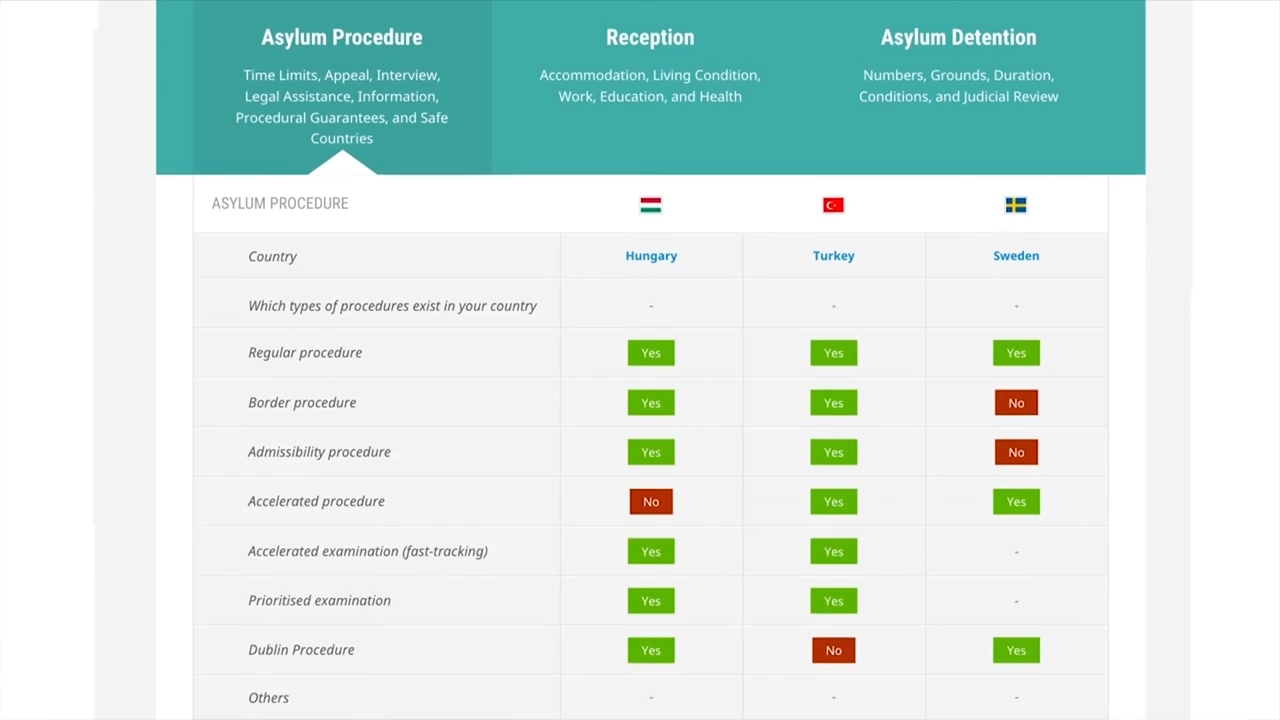 Asylum Procedure
Time Limits, Appeal, Interview,
Legal Assistance, Information,
Procedural Guarantees, and Safe
Countries
Reception
Accommodation, Living Condition,
Work, Education, and Health
Asylum Detention
Numbers, Grounds, Duration,
Conditions, and Judicial Review
ASYLUM PROCEDURE
Country Hungary Turkey Sweden
Which types of procedures exist in your country - - -
Regular procedure Yes Yes Yes
Border procedure Yes Yes No
Admissibility procedure Yes Yes No
Accelerated procedure No Yes Yes
Accelerated examination (fast-tracking) Yes Yes -
Prioritised examination Yes Yes -
Dublin Procedure Yes No Yes
Others - - -